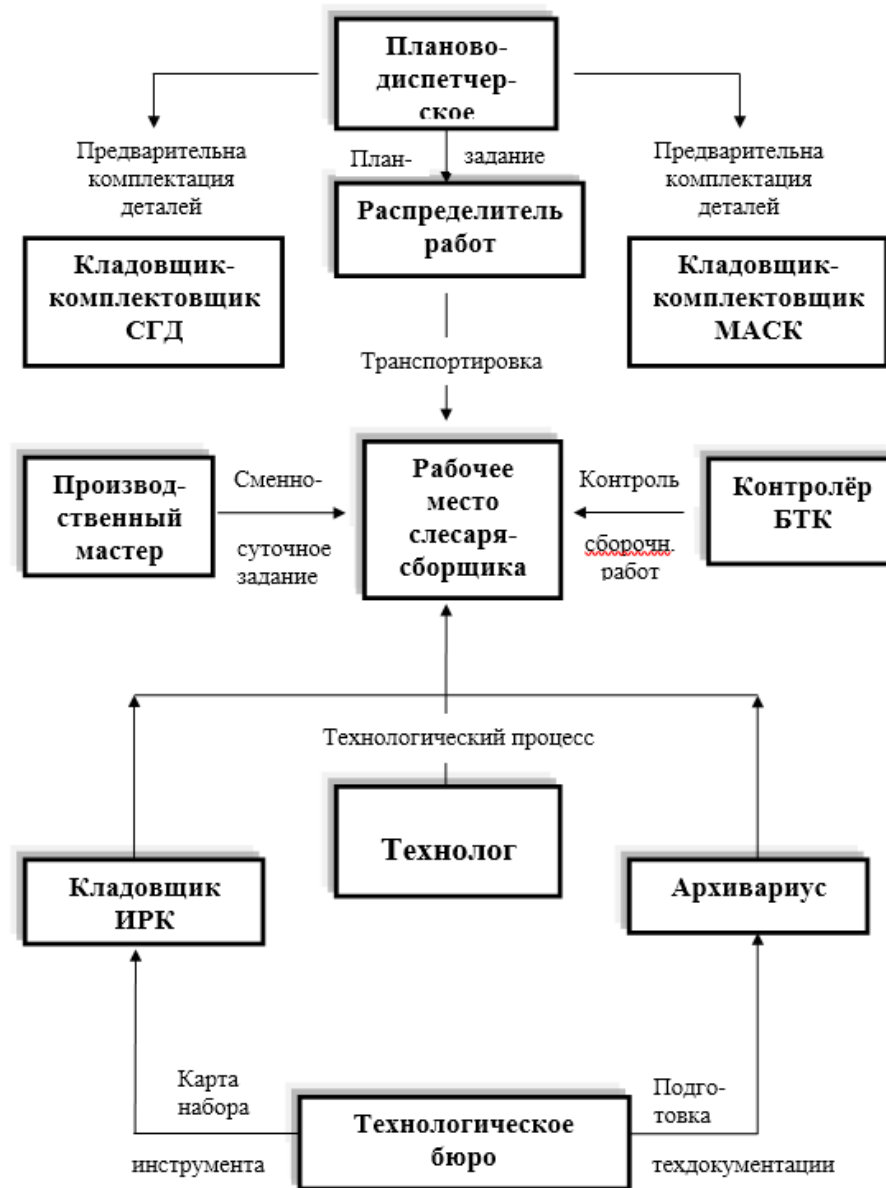 Планово-
диспетчер-
ское
Предварительна
комплектация
деталей
План-
задание
Предварительна
комплектация
деталей
Распределитель
работ
Кладовщик-
комплектовщик
СГД
Кладовщик-
комплектовщик
МАСК
Транспортировка
Производ-
ственный
мастер
Сменно-
суточное
задание
Рабочее
место
слесаря-
сборщика
Контроль
сборочн.
работ
Контролёр
БТК
Технологический процесс
Технолог
Кладовщик
ИРК
Архивариус
Карта
набора
инструмента
Технологическое
бюро
Подго-
товка
техдокументации